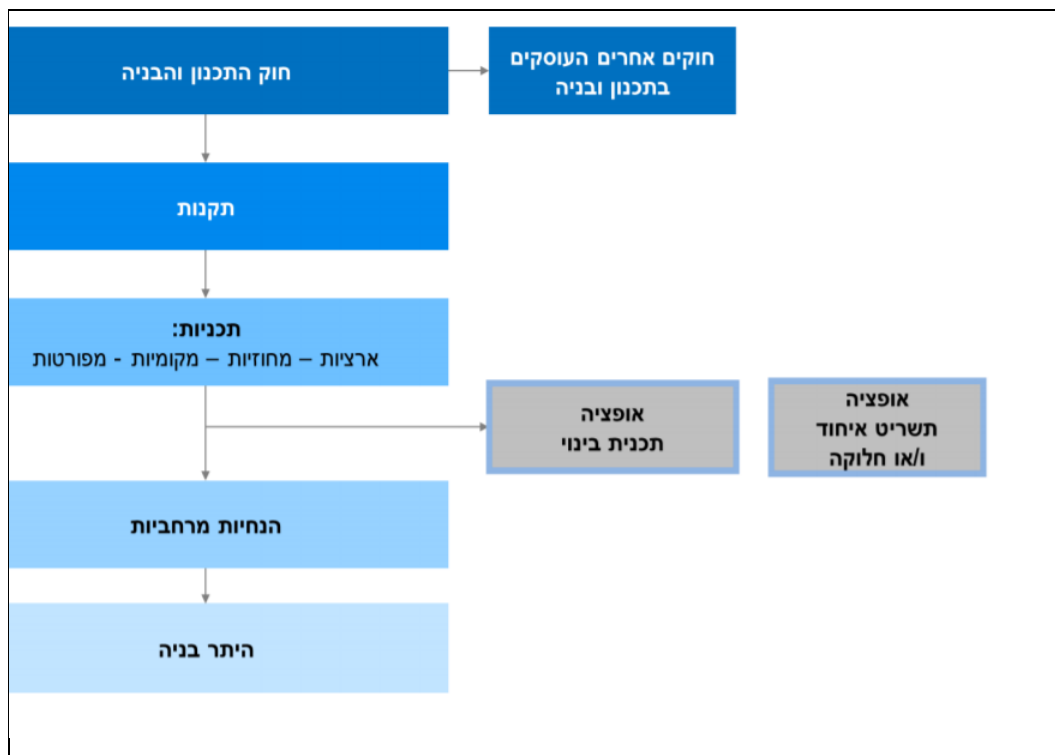 חוק התכנון והבניה
חוקים אחרים העוסקים
בתכנון ובניה
תקנות
תכניות:
ארציות – מחוזיות – מקומיות - מפורטות
אופציה
תכנית בינוי
אופציה
תשריט איחוד
ו/או חלוקה
הנחיות מרחביות
היתר בניה